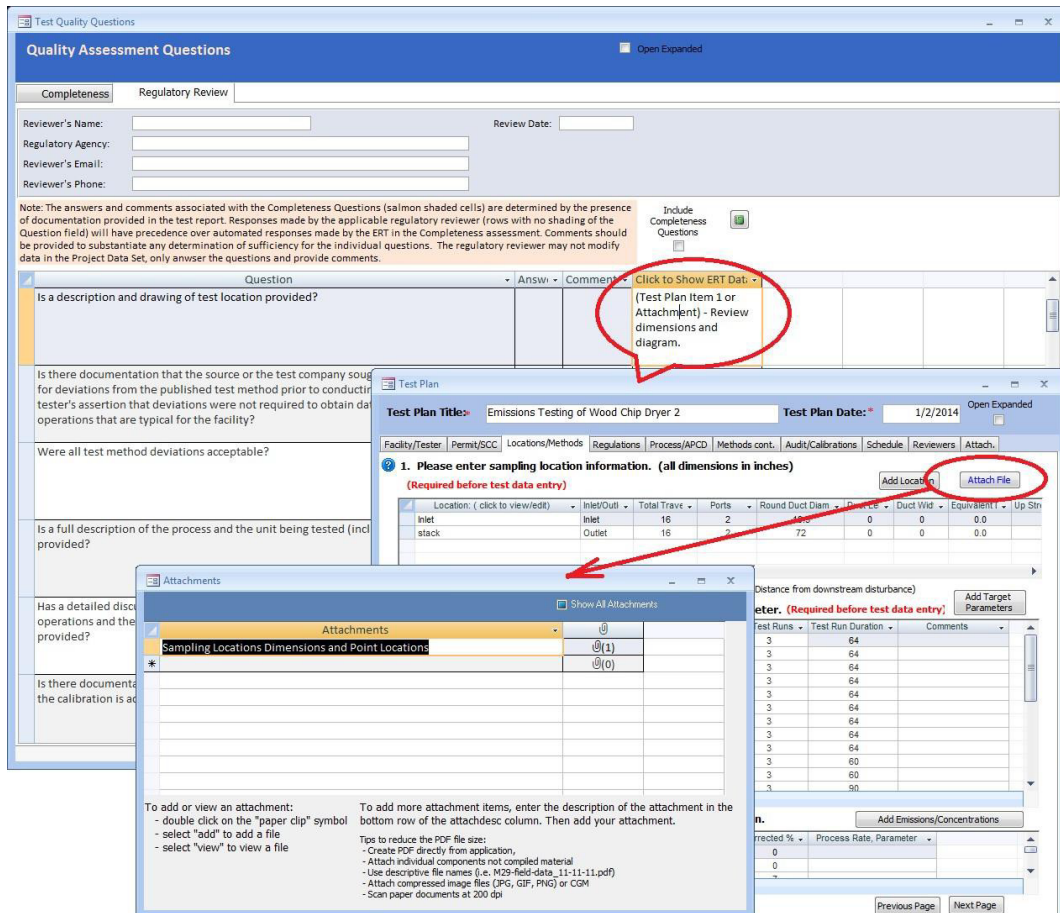 Test Quality Questions
Quality Assessment Questions
Open Expanded
Completeness
Regulatory Review
Reviewer's Name:
Review Date:
Regulatory Agency:
Reviewer's Email:
Reviewer's Phone:
Note: The answers and comments associated with the Completeness Questions (salmon shaded cells) are determined by the presence
of documentation provided in the test report. Responses made by the applicable regulatory reviewer (rows with no shading of the
Question field) will have precedence over automated responses made by the ERT in the Completeness assessment. Comments should
be provided to substantiate any determination of sufficiency for the individual questions. The regulatory reviewer may not modify
data in the Project Data Set, only anwser the questions and provide comments.
Include
Completeness
Questions
Question Answ Comment Click to Show ERT Dat
Is a description and drawing of test location provided?
(Test Plan Item 1 or
Attachment) - Review
dimensions and
diagram.
Is there documentation that the source or the test company soug
for deviations from the published test method prior to conductin
tester's assertion that deviations were not required to obtain dat
operations that are typical for the facility?
Were all test method deviations acceptable?
Is a full description of the process and the unit being tested (incl
provided?
Has a detailed discu
operations and the
provided?
Is there documenta
the calibration is ac
Test Plan
Test Plan Title:* Emissions Testing of Wood Chip Dryer 2 Test Plan Date:* 1/2/2014
Open Expanded
Facility/Tester Permit/SCC Locations/Methods Regulations Process/APCD Methods cont. Audit/Calibrations Schedule Reviewers Attach.
1. Please enter sampling location information. (all dimensions in inches)
(Required before test data entry)
Add Location
Attach File
Location: ( click to view/edit) Inlet/Outl Total Trave Ports Round Duct Diam Duct Wid Equivalent Up Stre
Inlet Inlet 16 2 0 0 0.0
stack Outlet 16 2 72 0 0 0.0
Distance from downstream disturbance)
eter. (Required before test data entry)
Add Target
Parameters
Test Runs Test Run Duration Comments
3 64
3 64
3 64
3 64
3 64
3 64
3 64
3 64
3 64
3 60
3 60
3 90
n.
Add Emissions/Concentrations
rrected % Process Rate, Parameter
0
0
Previous Page
Next Page
Attachments
Show All Attachments
Attachments
Sampling Locations Dimensions and Point Locations (1)
* (0)
To add or view an attachment:
- double click on the "paper clip" symbol
- select "add" to add a file
- select "view" to view a file
To add more attachment items, enter the description of the attachment in the
bottom row of the attachdesc column. Then add your attachment.
Tips to reduce the PDF file size:
- Create PDF directly from application,
- Attach individual components not compiled material
- Use descriptive file names (i.e. M29-field-data_11-11-11.pdf)
- Attach compressed image files (JPG, GIF, PNG) or CGM
- Scan paper documents at 200 dpi